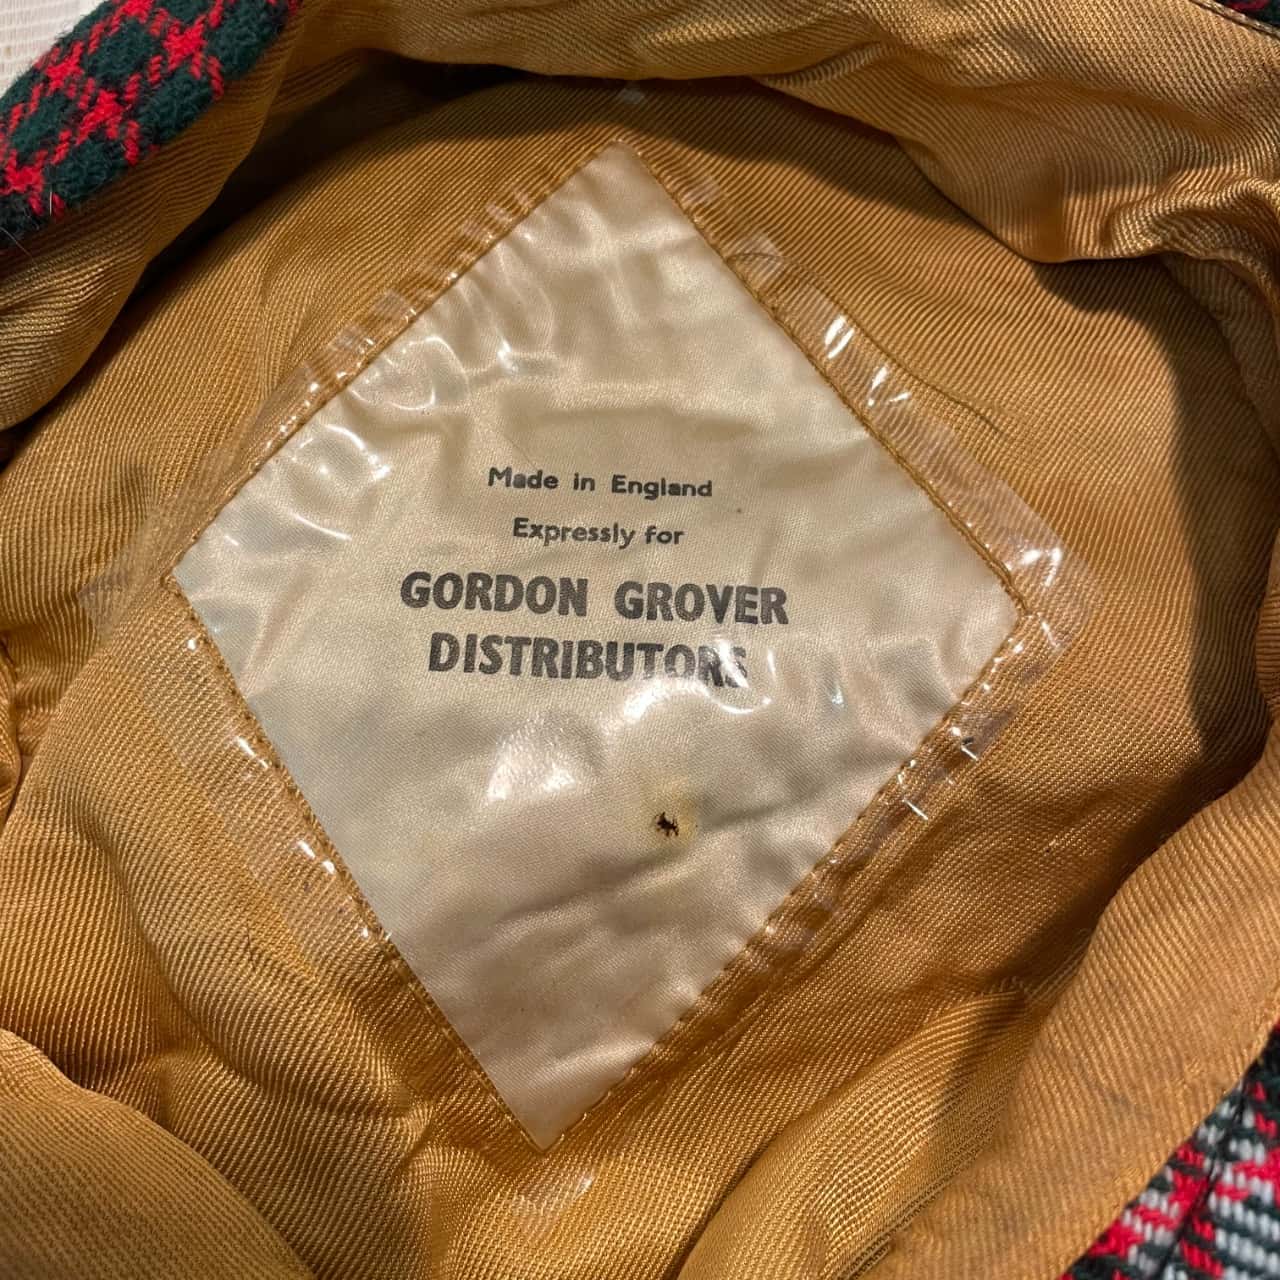 Made in England
Expressly for
GORDON GROVER
DISTRIBUTORS